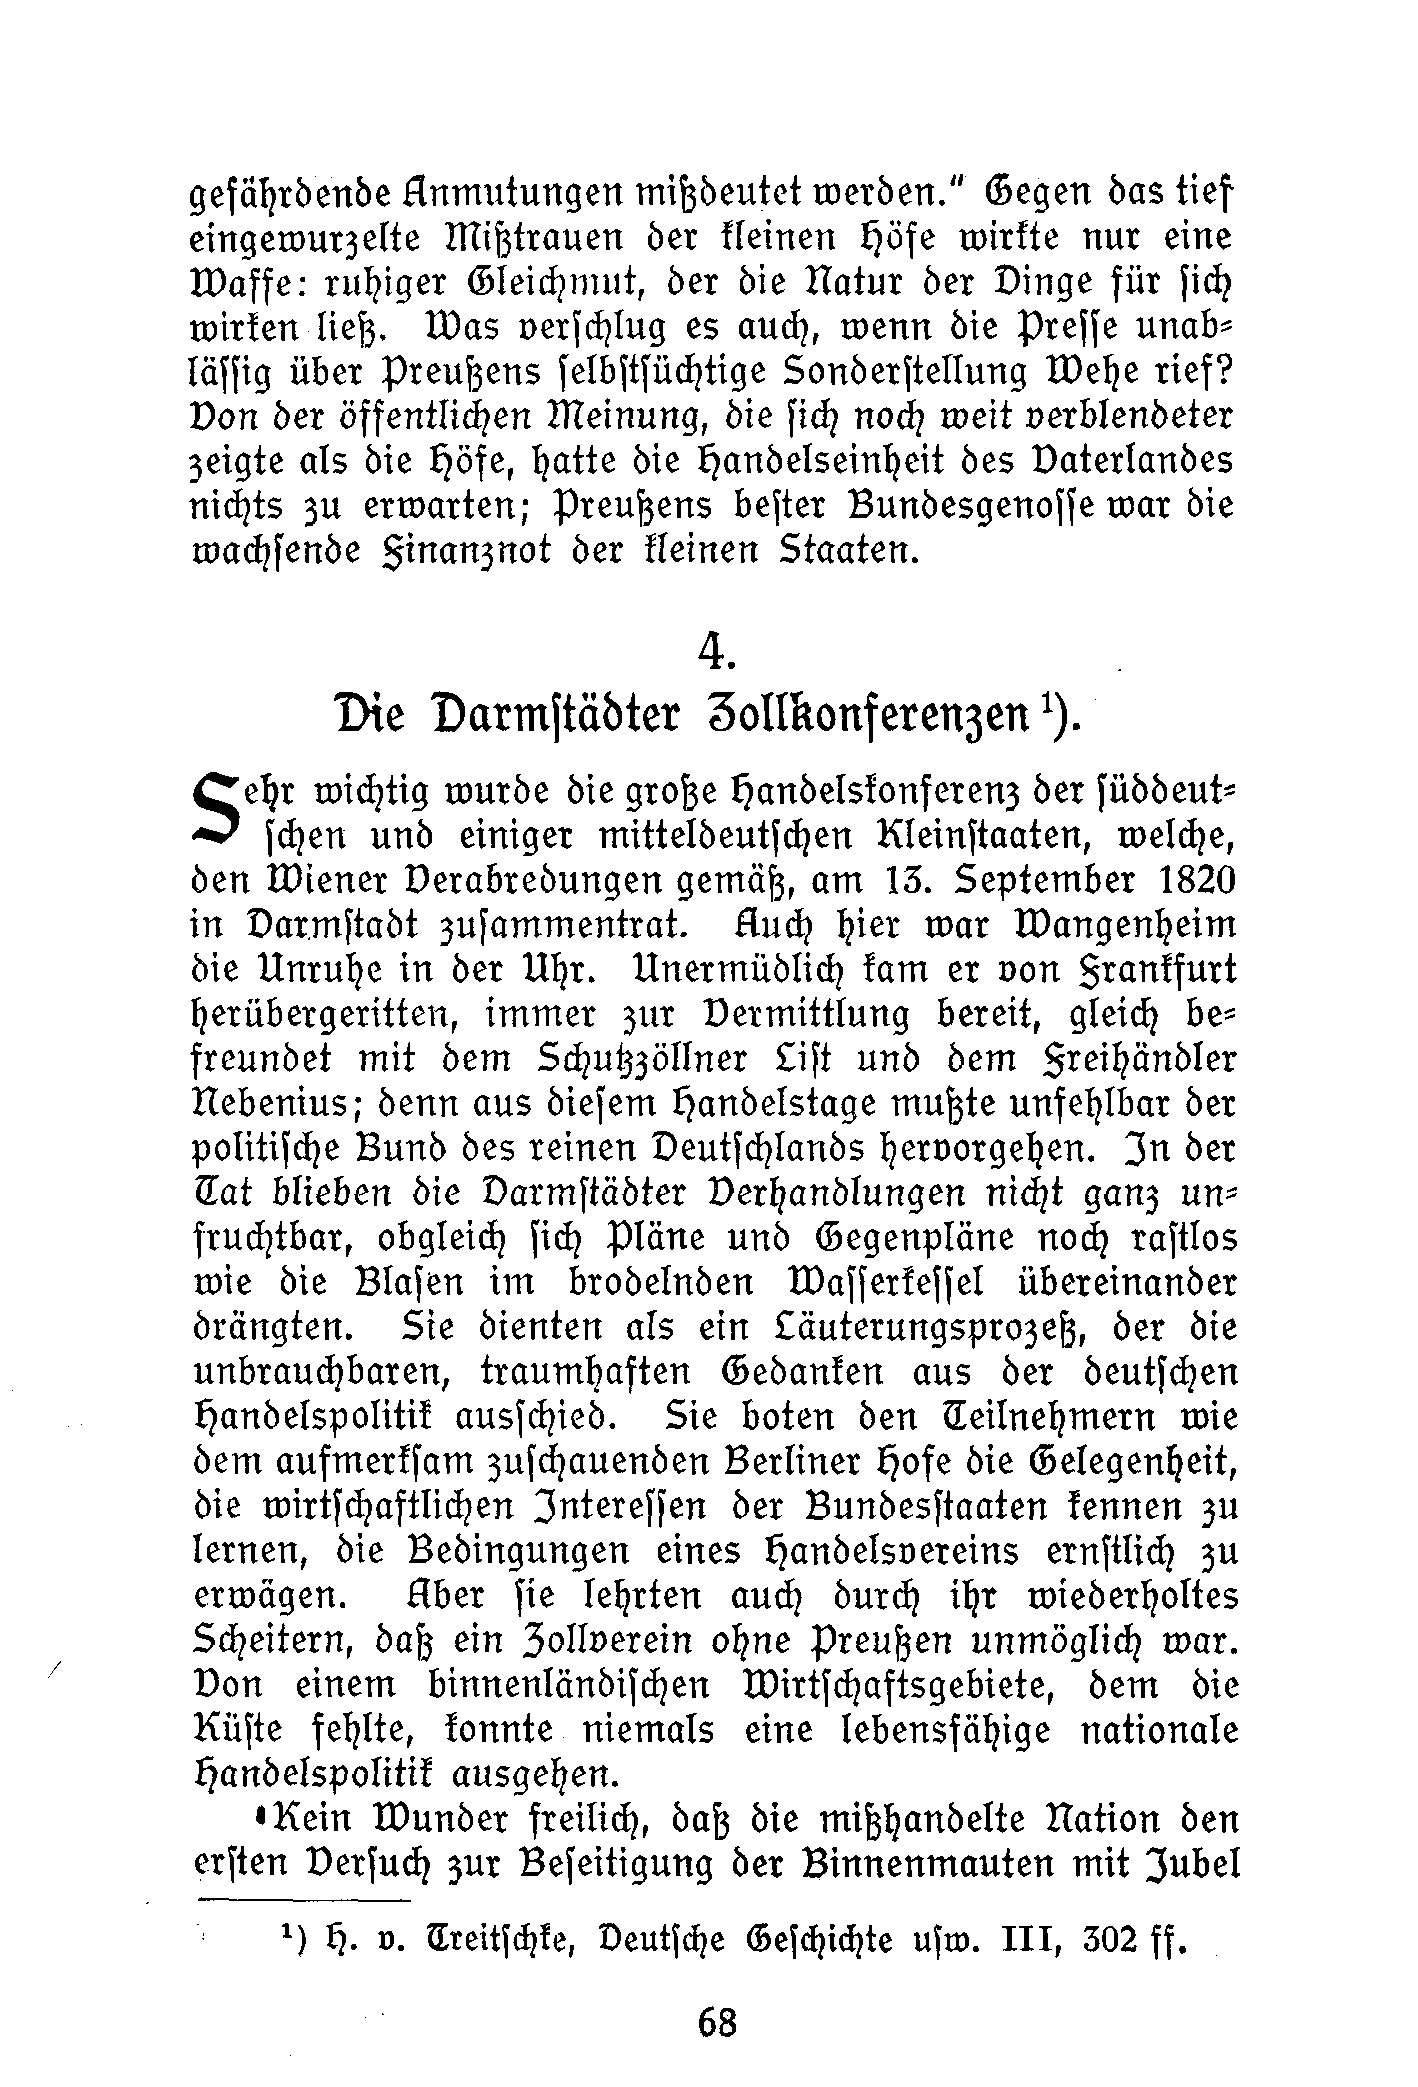 gefährdende Anmutungen mißdeutet werden." Gegen das tief
eingewurzelte Mißtrauen der kleinen Höfe wirkte nur eine
Waffe: ruhiger Gleichmut, der die Natur der Dinge für sich
wirken ließ. Was verschlug es auch, wenn die Presse unab-
lässig über Preußens selbstsüchtige Sonderstellung Wehe rief?
Von der öffentlichen Meinung, die sich noch weit verblendeter
zeigte als die Höfe, hatte die Handelseinheit des Vaterlandes
nichts zu erwarten; Preußens bester Bundesgenosse war die
wachsende Finanznot der kleinen Staaten.
4.
Die Darmstädter Zollkonferenzen ¹).
Sehr wichtig wurde die große Handelskonferenz der süddeut-
schen und einiger mitteldeutschen Kleinstaaten, welche,
den Wiener Verabredungen gemäß, am 13. September 1820
in Darmstadt zusammentrat. Auch hier war Wangenheim
die Unruhe in der Uhr. Unermüdlich kam er von Frankfurt
herübergeritten, immer zur Vermittlung bereit, gleich be-
freundet mit dem Schutzzöllner List und dem Freihändler
Nebenius; denn aus diesem Handelstage mußte unfehlbar der
politische Bund des reinen Deutschlands hervorgehen. In der
Tat blieben die Darmstädter Verhandlungen nicht ganz un-
fruchtbar, obgleich sich Pläne und Gegenpläne noch rastlos
wie die Blasen im brodelnden Wasserkessel übereinander
drängten. Sie dienten als ein Läuterungsprozeß, der die
unbrauchbaren, traumhaften Gedanken aus der deutschen
Handelspolitik ausschied. Sie boten den Teilnehmern wie
dem aufmerksam zuschauenden Berliner Hofe die Gelegenheit,
die wirtschaftlichen Interessen der Bundesstaaten kennen zu
lernen, die Bedingungen eines Handelsvereins ernstlich zu
erwägen. Aber sie lehrten auch durch ihr wiederholtes
Scheitern, daß ein Zollverein ohne Preußen unmöglich war.
Von einem binnenländischen Wirtschaftsgebiete, dem die
Küste fehlte, konnte niemals eine lebensfähige nationale
Handelspolitik ausgehen.
Kein Wunder freilich, daß die mißhandelte Nation den
ersten Versuch zur Beseitigung der Binnenmauten mit Jubel
¹) H. v. Treitschke, Deutsche Geschichte usw. III, 302 ff.
68